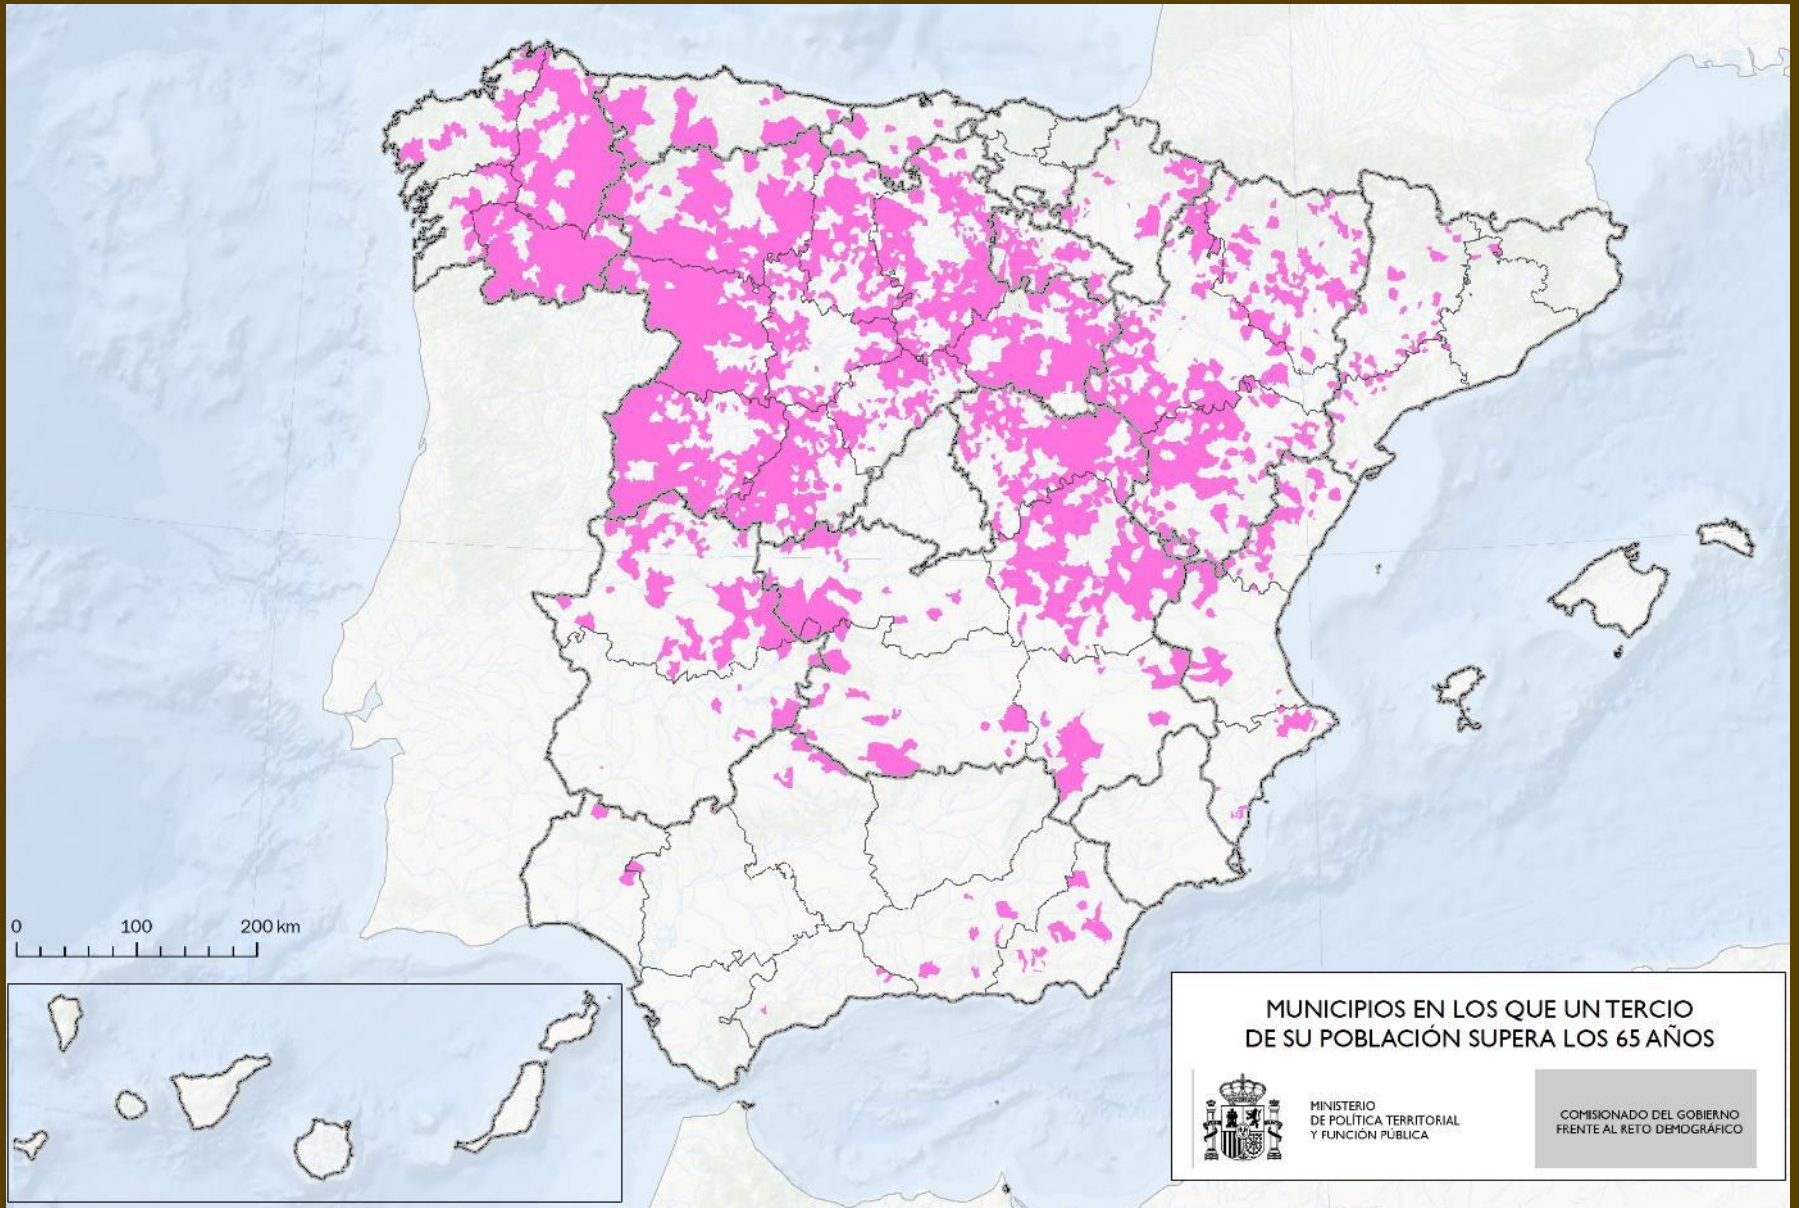 0 100 200 km
MUNICIPIOS EN LOS QUE UN TERCIO
DE SU POBLACIÓN SUPERA LOS 65 AÑOS
MINISTERIO
DE POLÍTICA TERRITORIAL
Y FUNCIÓN PÚBLICA
COMISIONADO DEL GOBIERNO
FRENTE AL RETO DEMOGRÁFICO